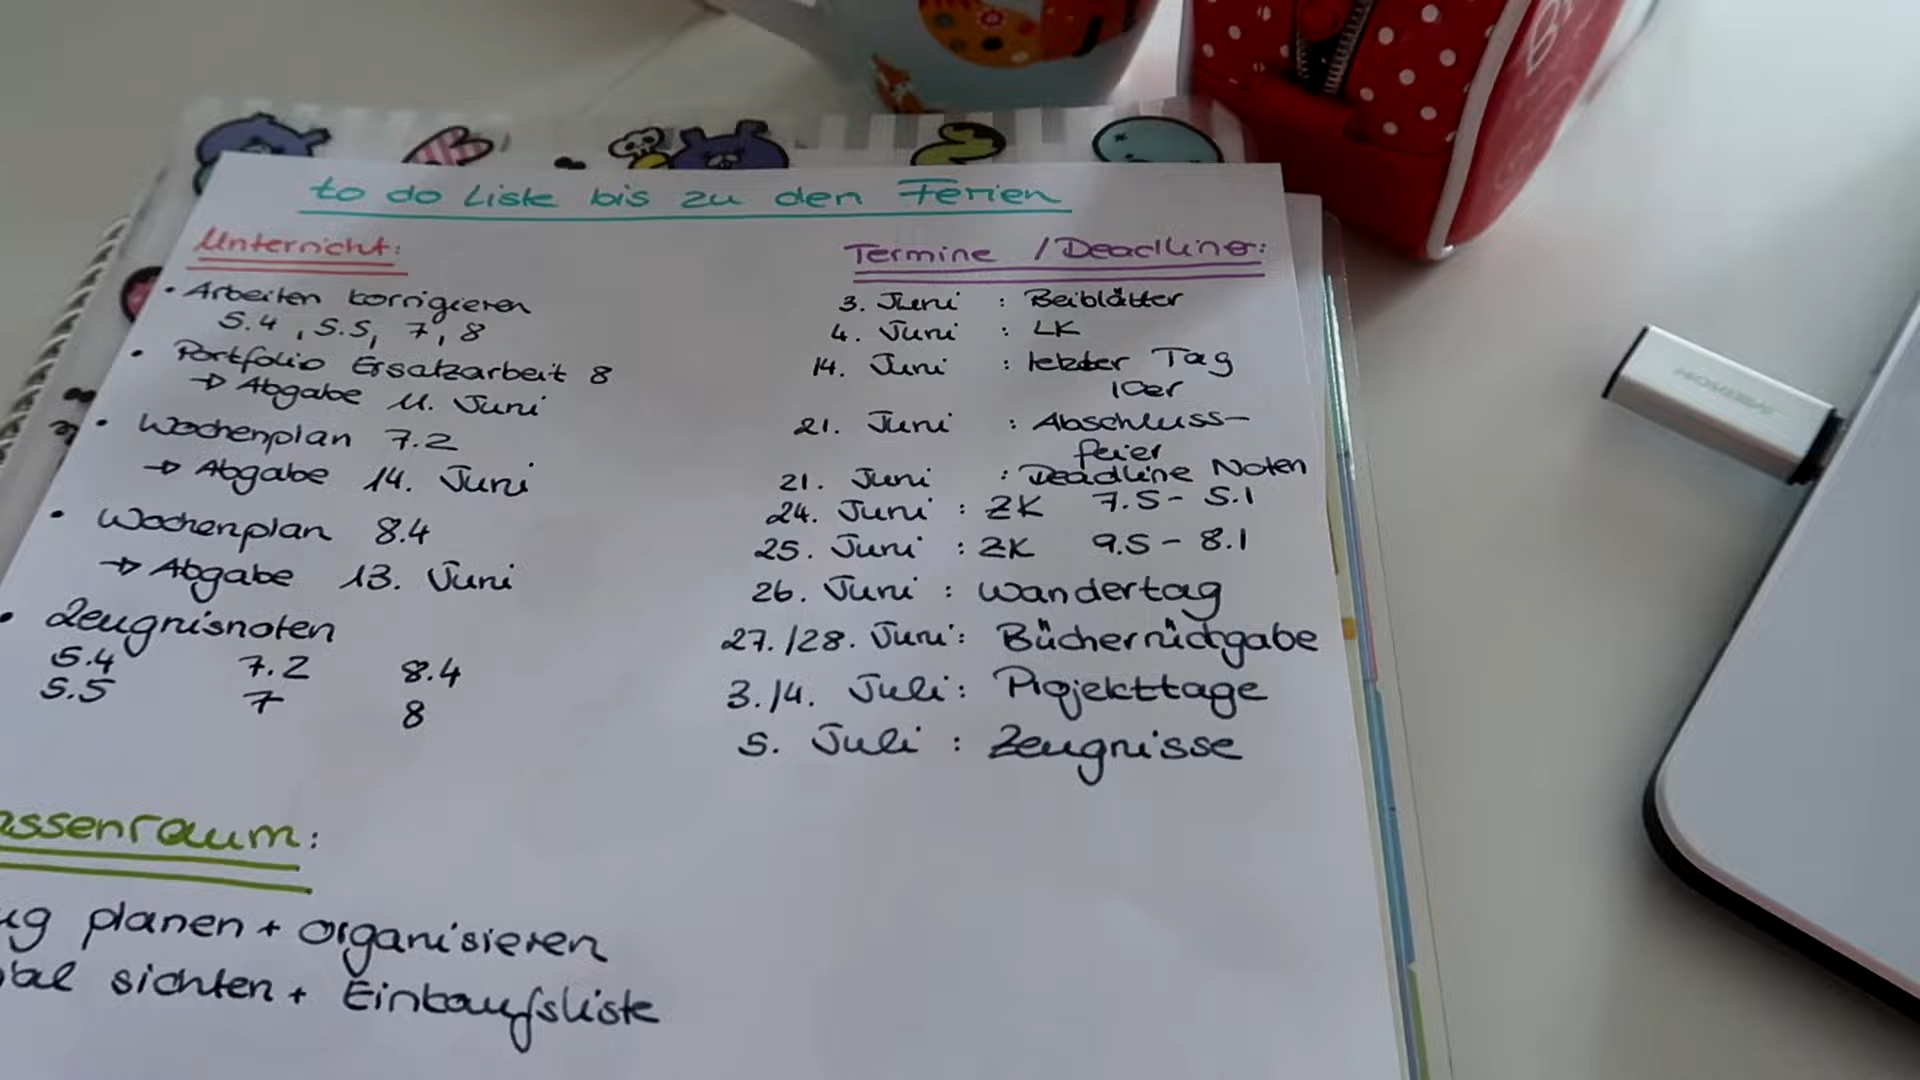 to do Liste bis zu den Ferien
Unterricht:
• Arbeiten korrigieren
5.4, 5.5, 7, 8
• Portfolio Ersatzarbeit 8
→ Abgabe 11. Juni
• Wochenplan 7.2
→ Abgabe 14. Juni
• Wochenplan 8.4
→ Abgabe 13. Juni
• Zeugnisnoten
5.4 7.2 8.4
5.5 7 8
Termine / Deadline:
3. Juni : Beiblätter
4. Juni : LK
14. Juni : letzter Tag
10er
21. Juni : Abschluss-
feier
21. Juni : Deadline Noten
24. Juni : ZK 7.5 - 5.1
25. Juni : ZK 9.5 - 8.1
26. Juni : Wandertag
27./28. Juni: Bücherrückgabe
3./4. Juli: Projekttage
5. Juli : Zeugnisse
assenraum:
ug planen + organisieren
sichten + Einkaufsliste